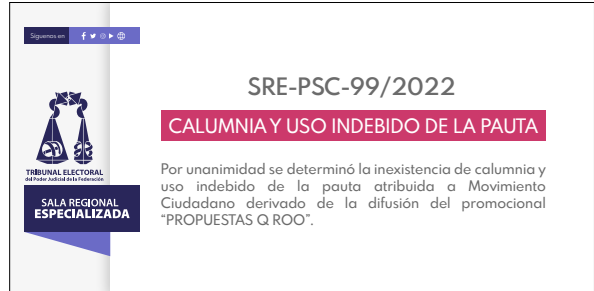 Síguenos en
TRIBUNAL ELECTORAL
del Poder Judicial de la Federación
SALA REGIONAL
ESPECIALIZADA
SRE-PSC-99/2022
CALUMNIA Y USO INDEBIDO DE LA PAUTA
Por unanimidad se determinó la inexistencia de calumnia y
uso indebido de la pauta atribuida a Movimiento
Ciudadano derivado de la difusión del promocional
“PROPUESTAS Q ROO”.